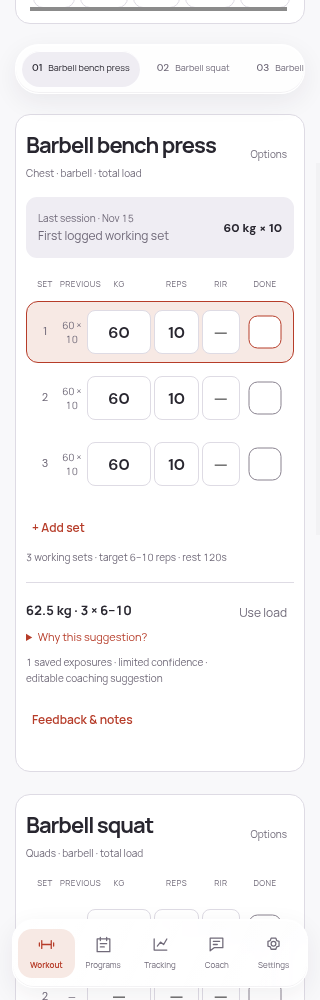 01 Barbell bench press 02 Barbell squat 03 Barbell
Barbell bench press
Options
Chest · barbell · total load
Last session · Nov 15
First logged working set
60 kg × 10
SET PREVIOUS KG REPS RIR DONE
1 60 × 10 60 10 —
2 60 × 10 60 10 —
3 60 × 10 60 10 —
+ Add set
3 working sets · target 6–10 reps · rest 120s
62.5 kg · 3 × 6–10
Use load
Why this suggestion?
1 saved exposures · limited confidence ·
editable coaching suggestion
Feedback & notes
Barbell squat
Options
Quads · barbell · total load
SET PREVIOUS KG REPS RIR DONE
Workout Programs Tracking Coach Settings
2 — — — —